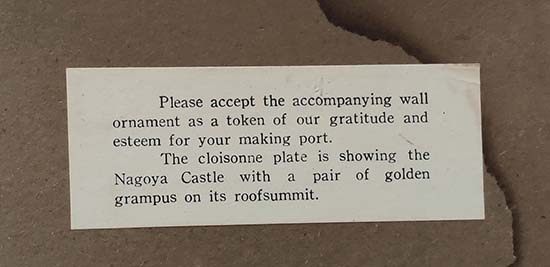 Please accept the accompanying wall
ornament as a token of our gratitude and
esteem for your making port.
The cloisonne plate is showing the
Nagoya Castle with a pair of golden
grampus on its roofsummit.